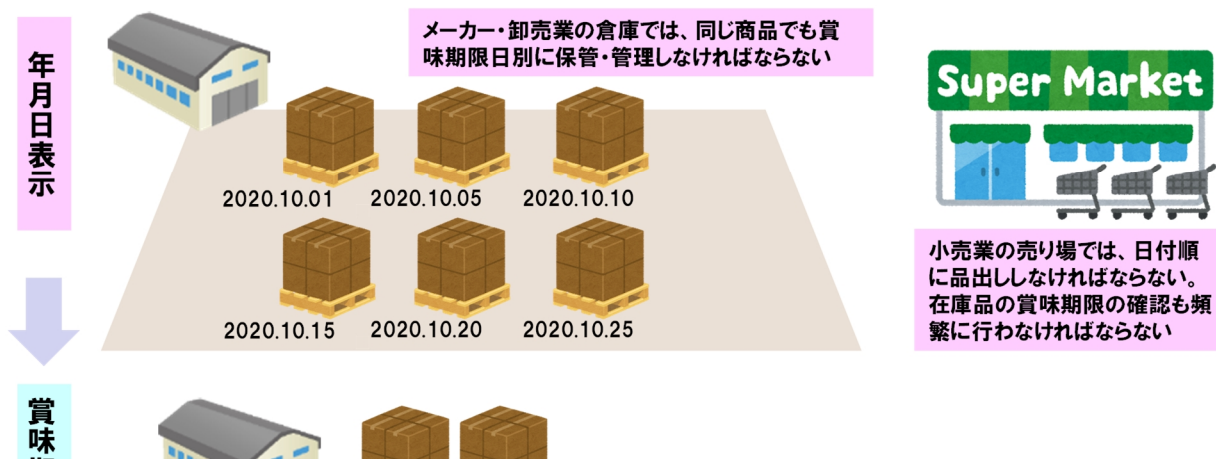 年月日表示
メーカー・卸売業の倉庫では、同じ商品でも賞
味期限日別に保管・管理しなければならない
Super Market
2020.10.01
2020.10.05
2020.10.10
2020.10.15
2020.10.20
2020.10.25
小売業の売り場では、日付順
に品出ししなければならない。
在庫品の賞味期限の確認も頻
繁に行わなければならない
賞味